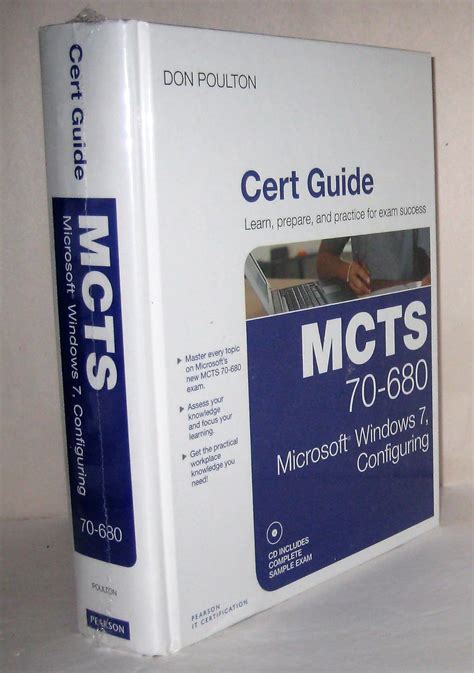 Cert Guide
MCTS
Microsoft® Windows 7, Configuring
70-680
POULTON
PEARSON
DON POULTON
Cert Guide
Learn, prepare, and practice for exam success
MCTS
70-680
Microsoft® Windows 7,
Configuring
Master every topic
on Microsoft's
new MCTS 70-680
exam.
Assess your
knowledge
and focus your
learning.
Get the practical
workplace
knowledge you
need!
CD INCLUDES
COMPLETE
SAMPLE EXAM
PEARSON
IT CERTIFICATION